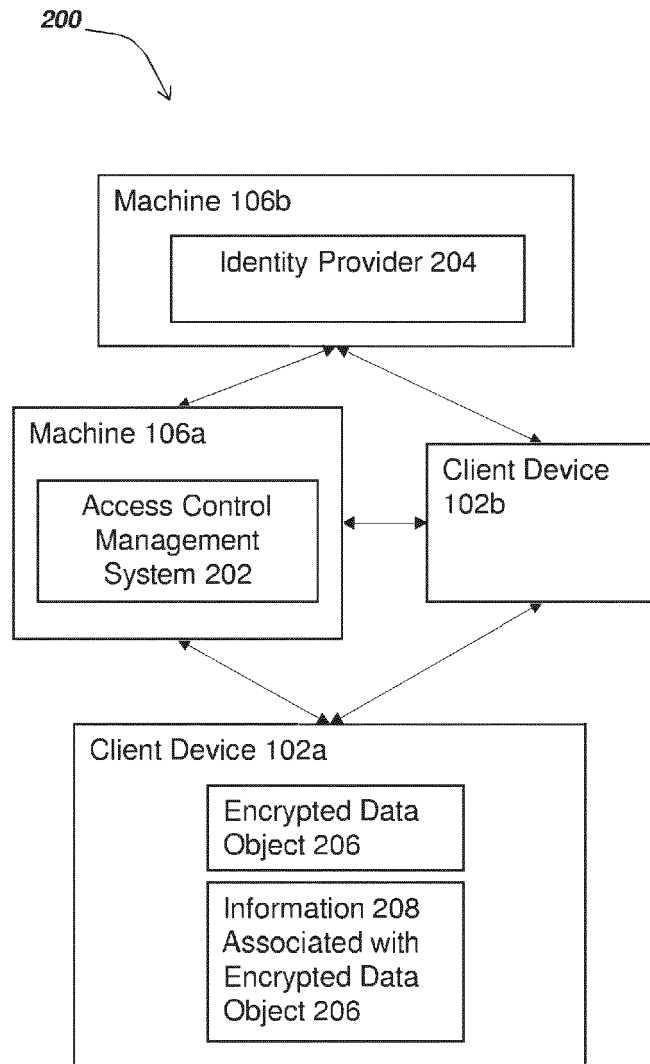 200
Machine 106b
Identity Provider 204
Machine 106a
Access Control
Management
System 202
Client Device
102b
Client Device 102a
Encrypted Data
Object 206
Information 208
Associated with
Encrypted Data
Object 206